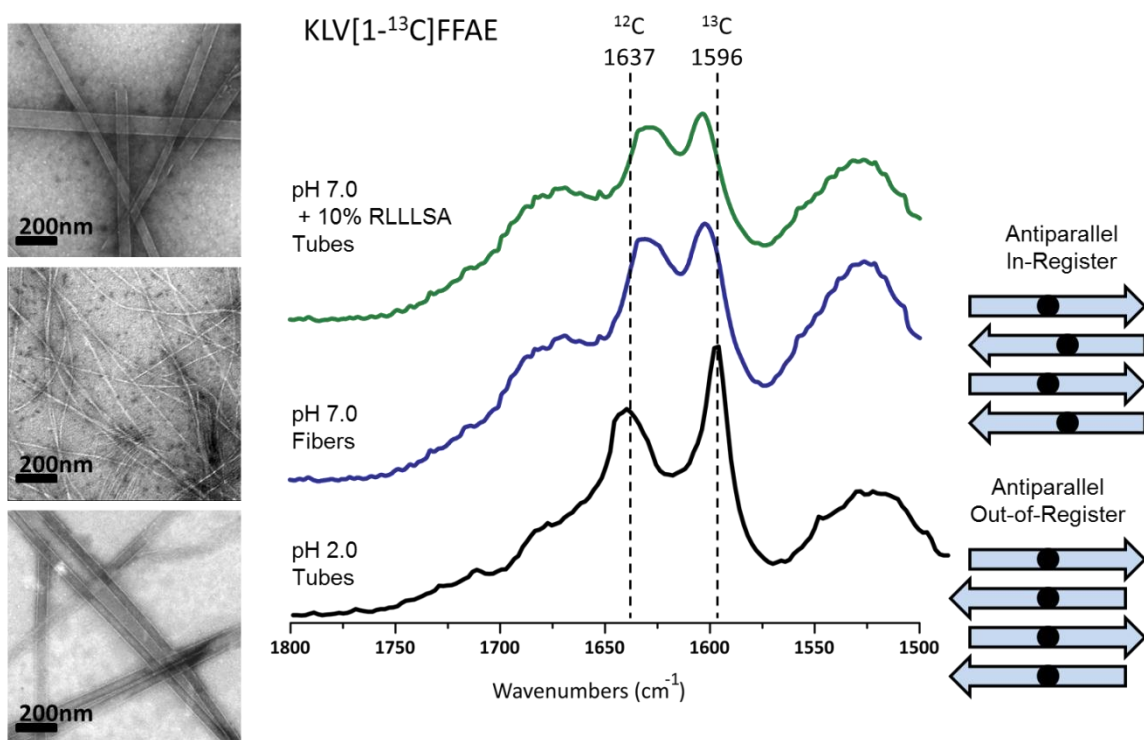 KLV[1-¹³C]FFAE
¹²C
1637
¹³C
1596
200nm
200nm
200nm
pH 7.0
+ 10% RLLLSA
Tubes
pH 7.0
Fibers
pH 2.0
Tubes
1800
1700
1650
1600
1550
1500
Wavenumbers (cm⁻¹)
Antiparallel
In-Register
Antiparallel
Out-of-Register